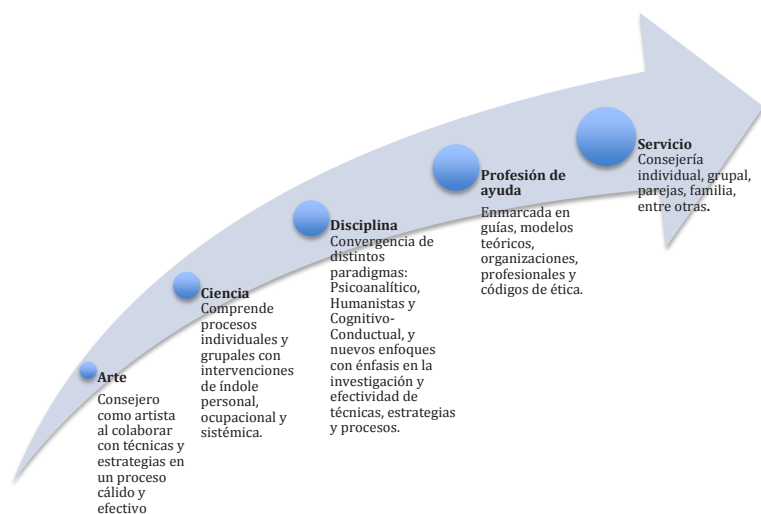 Arte
Consejero
como artista
al colaborar
con técnicas y
estrategias en
un proceso
cálido y
efectivo
Ciencia
Comprende
procesos
individuales y
grupales con
intervenciones
de índole
personal,
ocupacional y
sistémica.
Disciplina
Convergencia de
distintos
paradigmas:
Psicoanalítico,
Humanistas y
Cognitivo-
Conductual, y
nuevos enfoques
con énfasis en la
investigación y
efectividad de
técnicas, estrategias
y procesos.
Profesión de
ayuda
Enmarcada en
guías, modelos
teóricos,
organizaciones,
profesionales y
códigos de ética.
Servicio
Consejería
individual, grupal,
parejas, familia,
entre otras.